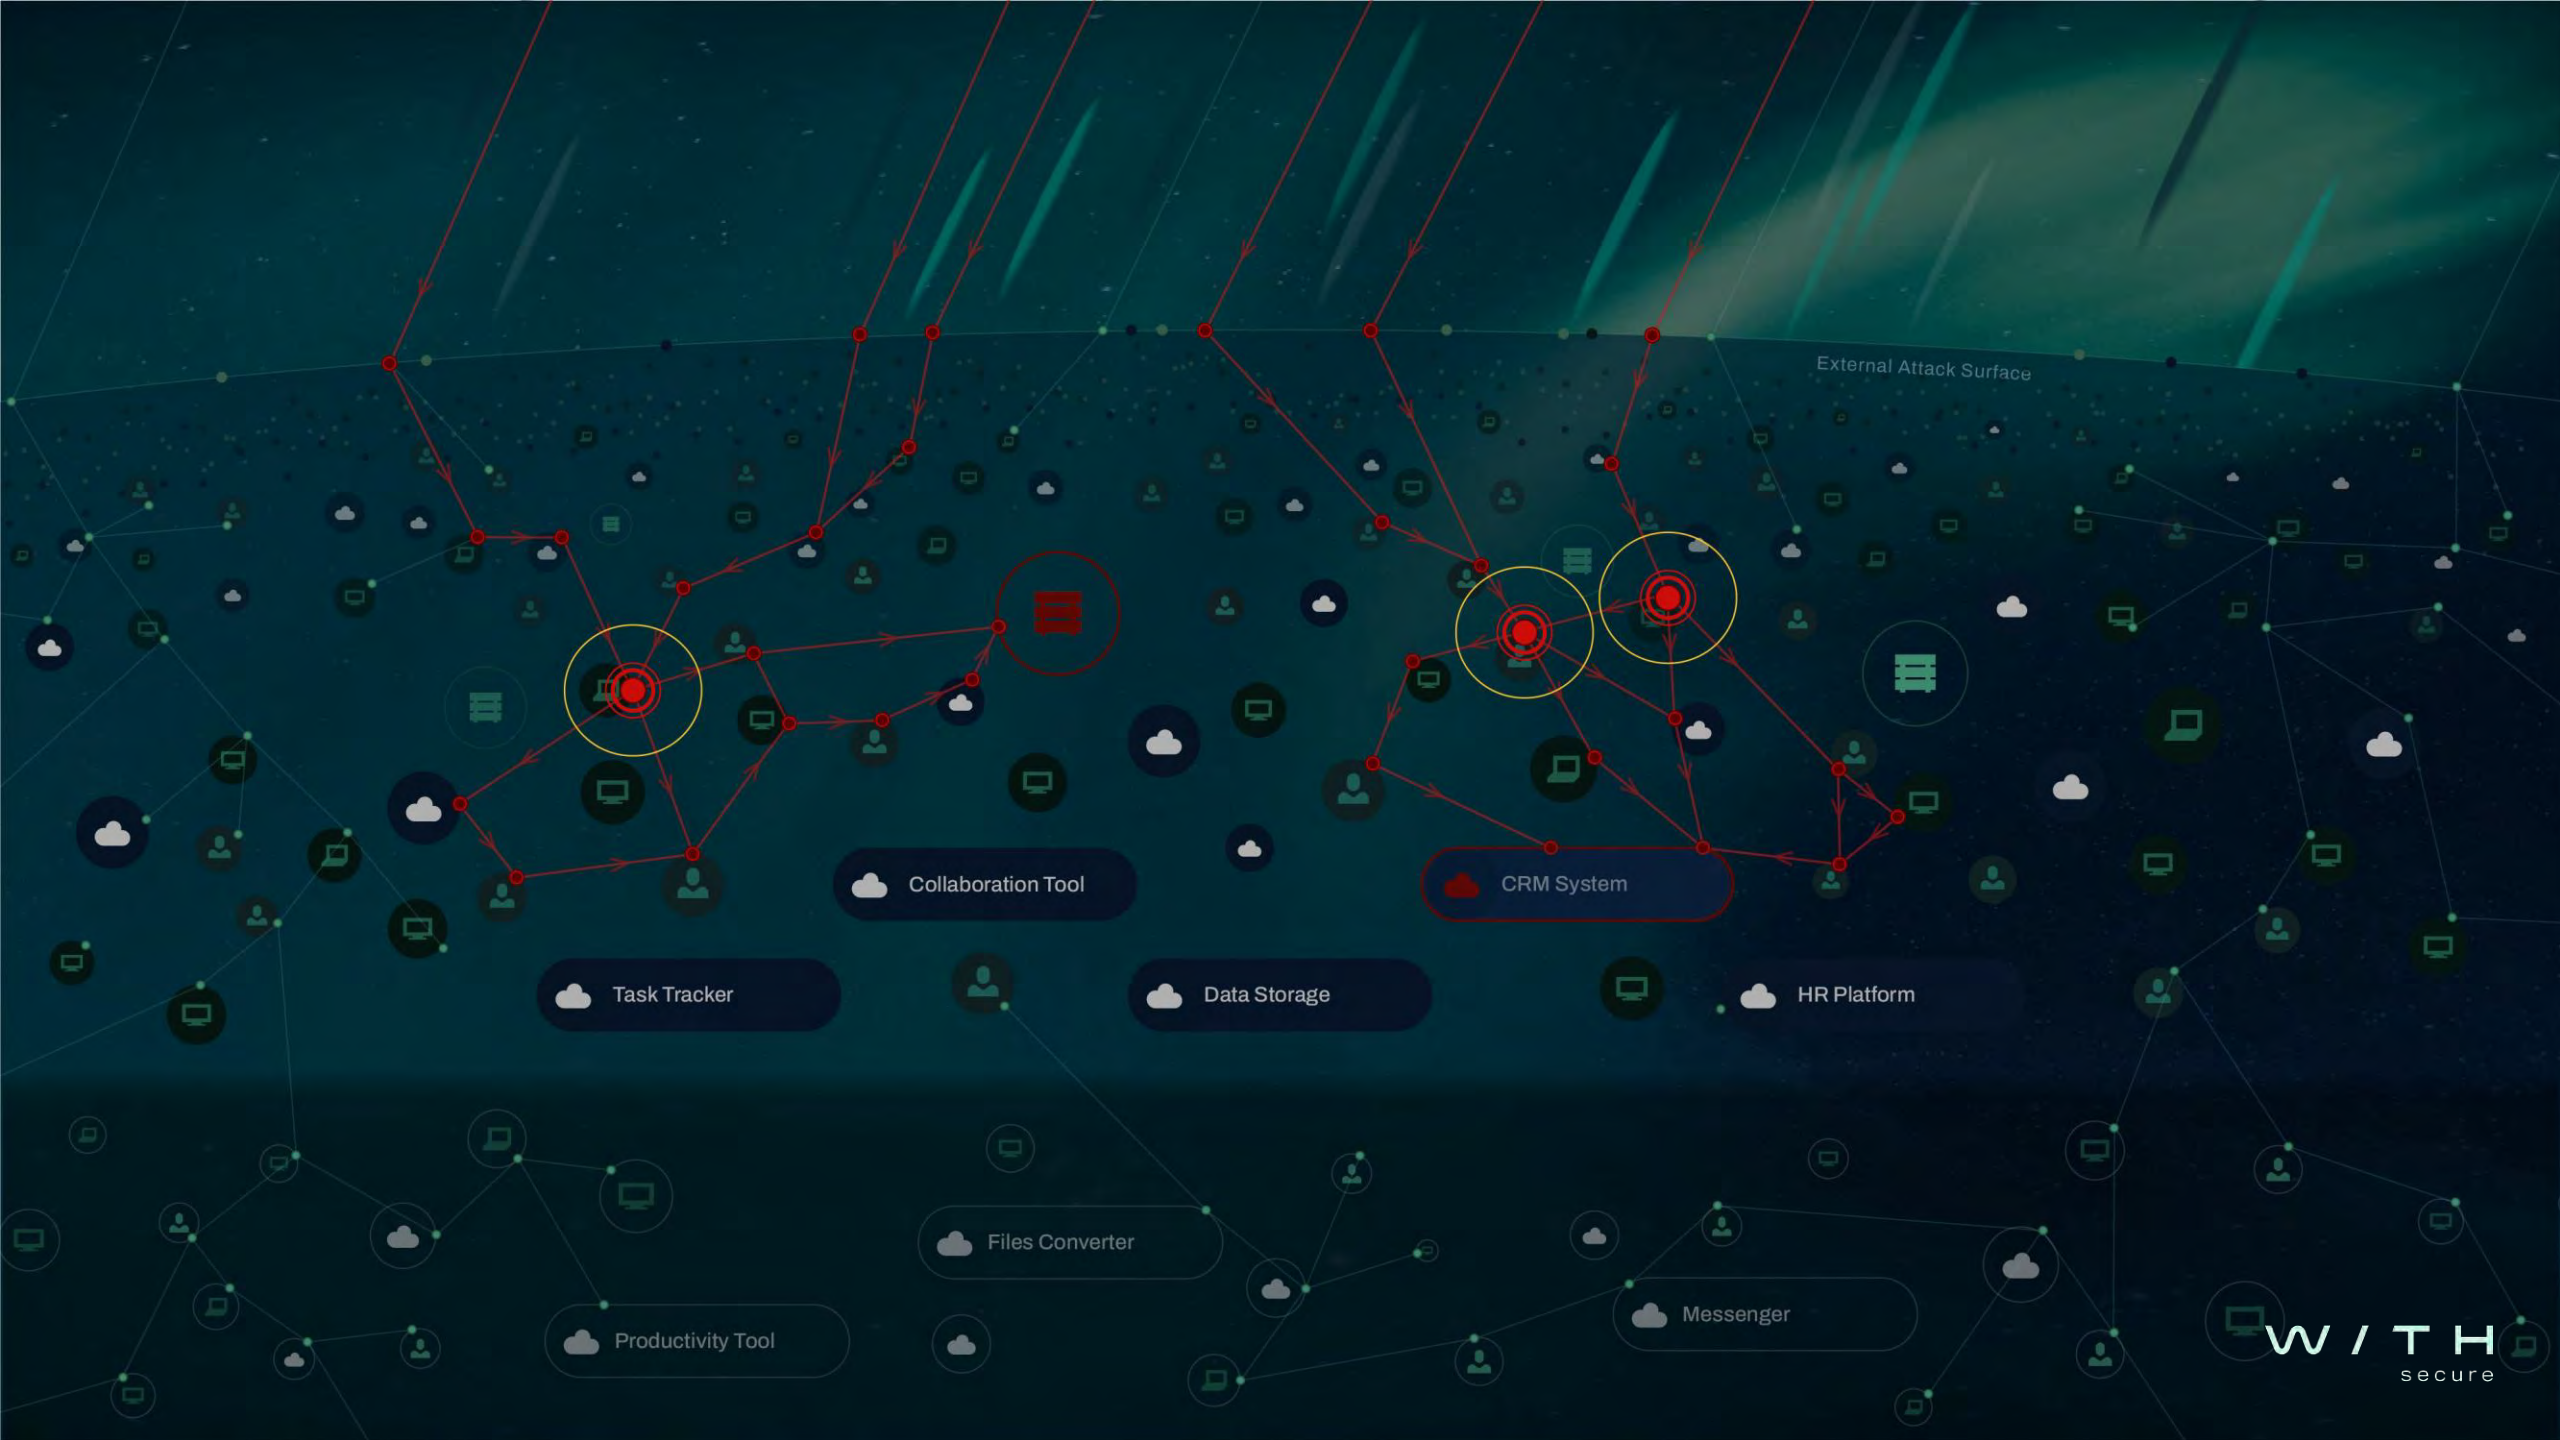 External Attack Surface
Collaboration Tool
CRM System
Task Tracker
Data Storage
HR Platform
Files Converter
Messenger
Productivity Tool
W / T H
secure